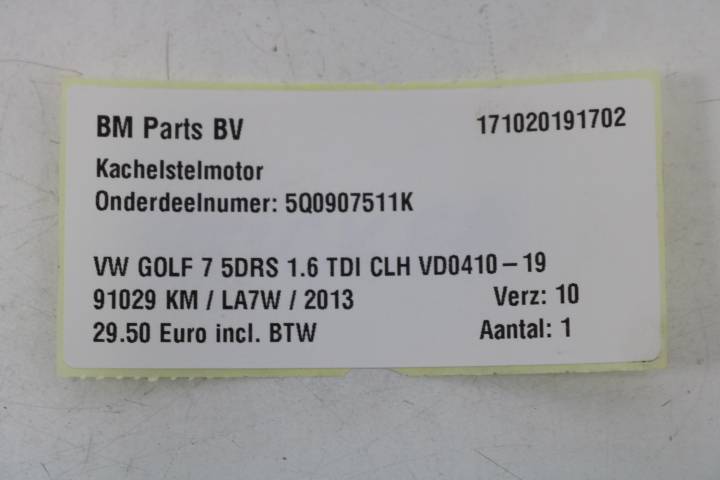 BM Parts BV 171020191702
Kachelstelmotor
Onderdeelnumer: 5Q0907511K
VW GOLF 7 5DRS 1.6 TDI CLH VD0410-19
91029 KM / LA7W / 2013 Verz: 10
29.50 Euro incl. BTW Aantal: 1